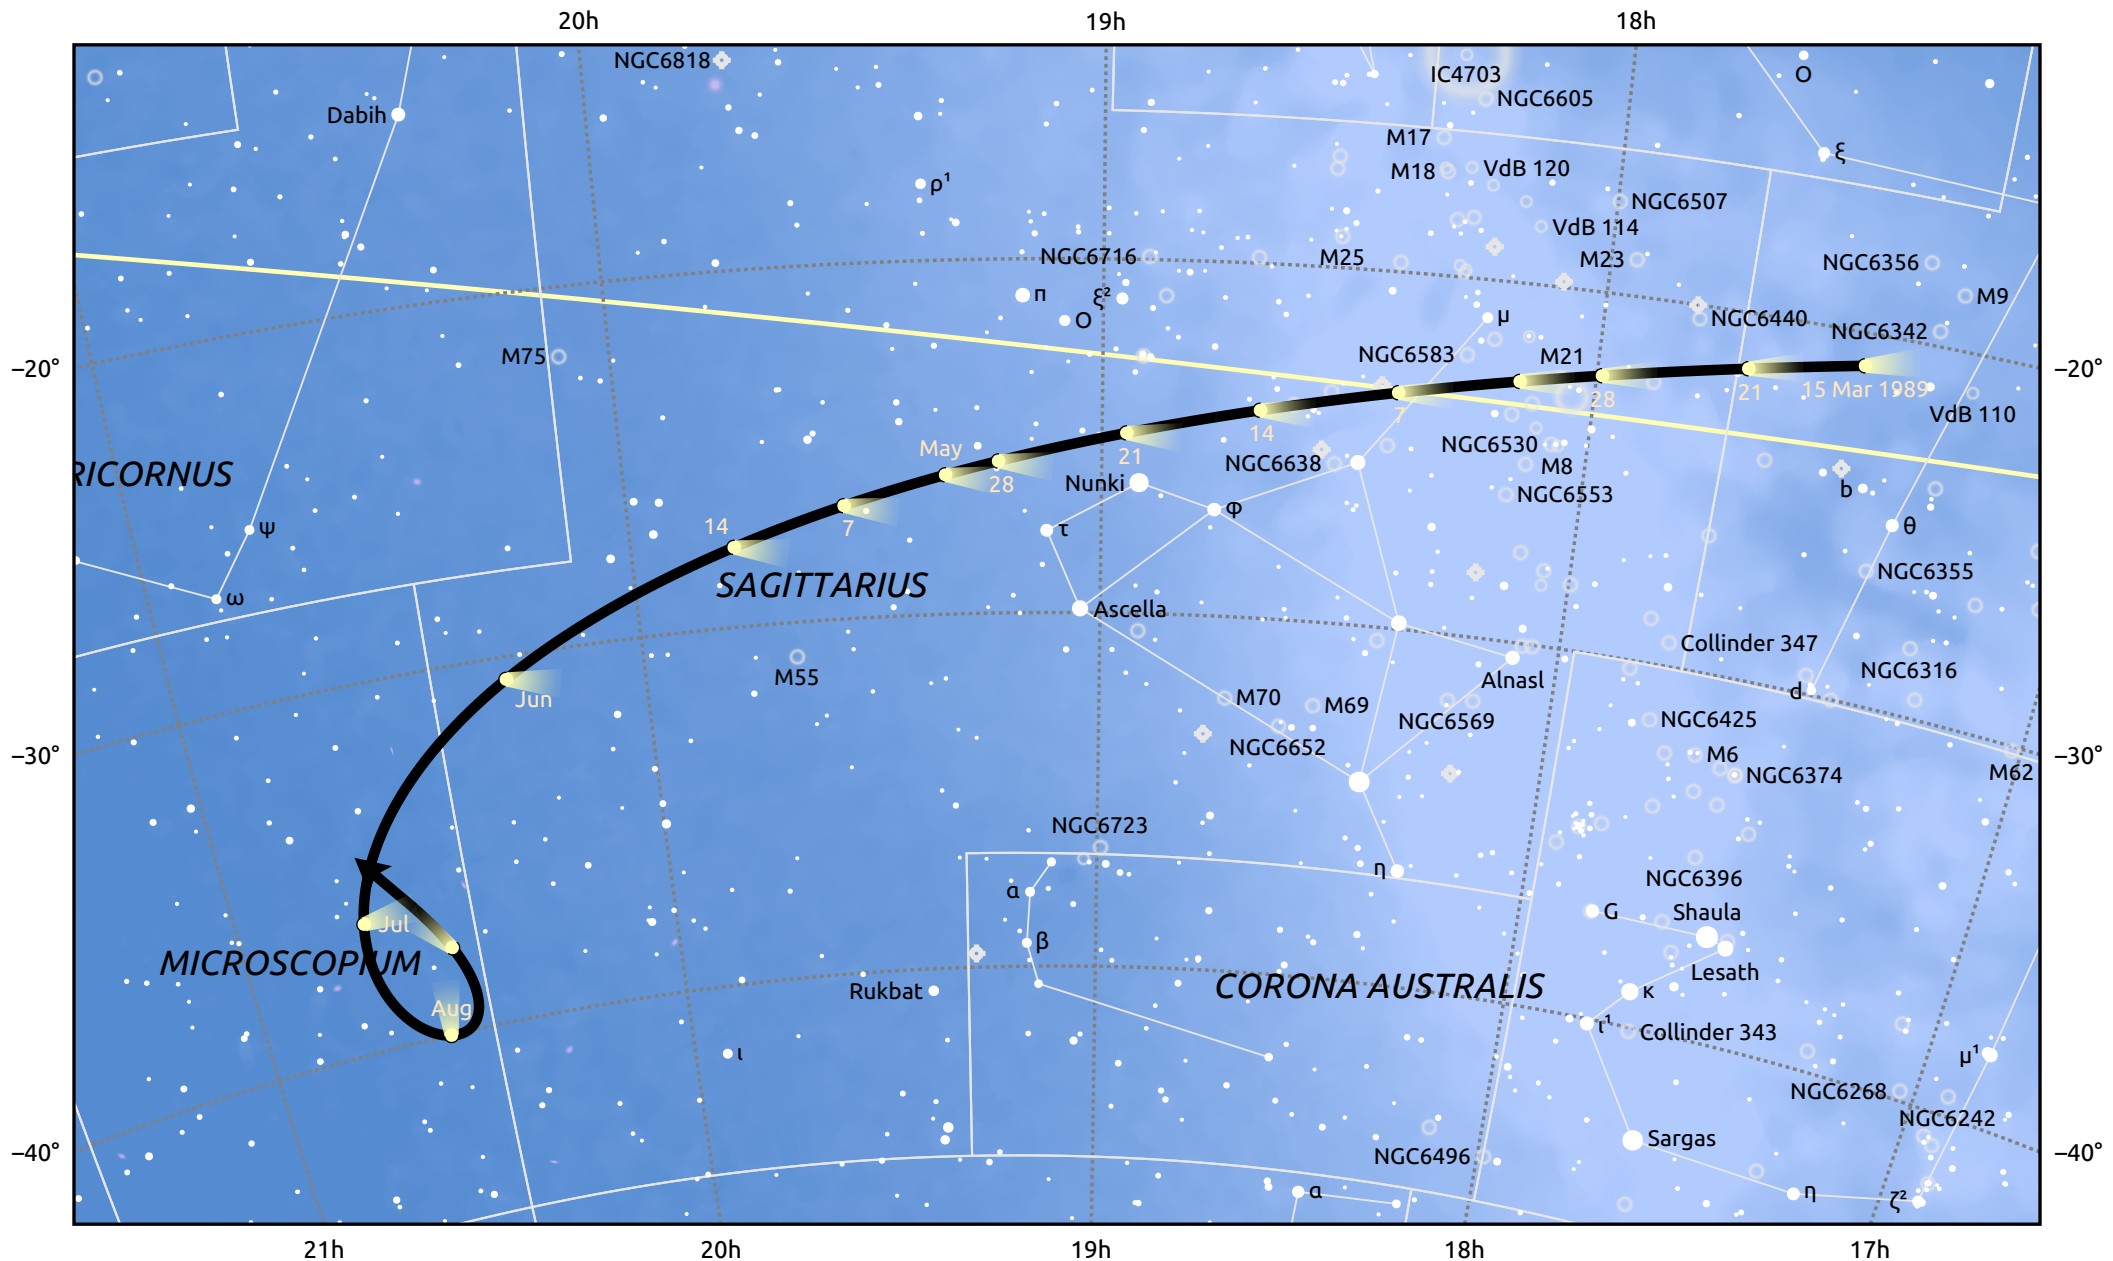 20h
19h
18h
NGC6818
IC4703
O
NGC6605
Dabih
M17
ξ
M18
VdB 120
ρ¹
NGC6507
VdB 114
NGC6716
M25
M23
NGC6356
π
ξ²
M9
O
μ
NGC6440
NGC6342
M75
NGC6583
M21
−20°
−20°
7
28
21
15 Mar 1989
VdB 110
14
May
21
NGC6530
NGC6638
M8
RICORNUS
28
Nunki
NGC6553
b
φ
14
7
ψ
τ
θ
SAGITTARIUS
NGC6355
ω
Ascella
Collinder 347
M55
Alnasl
NGC6316
Jun
M70
M69
d
NGC6569
NGC6425
NGC6652
M6
−30°
−30°
NGC6374
M62
NGC6723
η
NGC6396
α
G
Shaula
Jul
β
MICROSCOPIUM
Lesath
Rukbat
CORONA AUSTRALIS
κ
Aug
ι¹
Collinder 343
ι
μ¹
NGC6268
NGC6242
Sargas
−40°
−40°
NGC6496
α
η
ζ²
21h
20h
19h
18h
17h